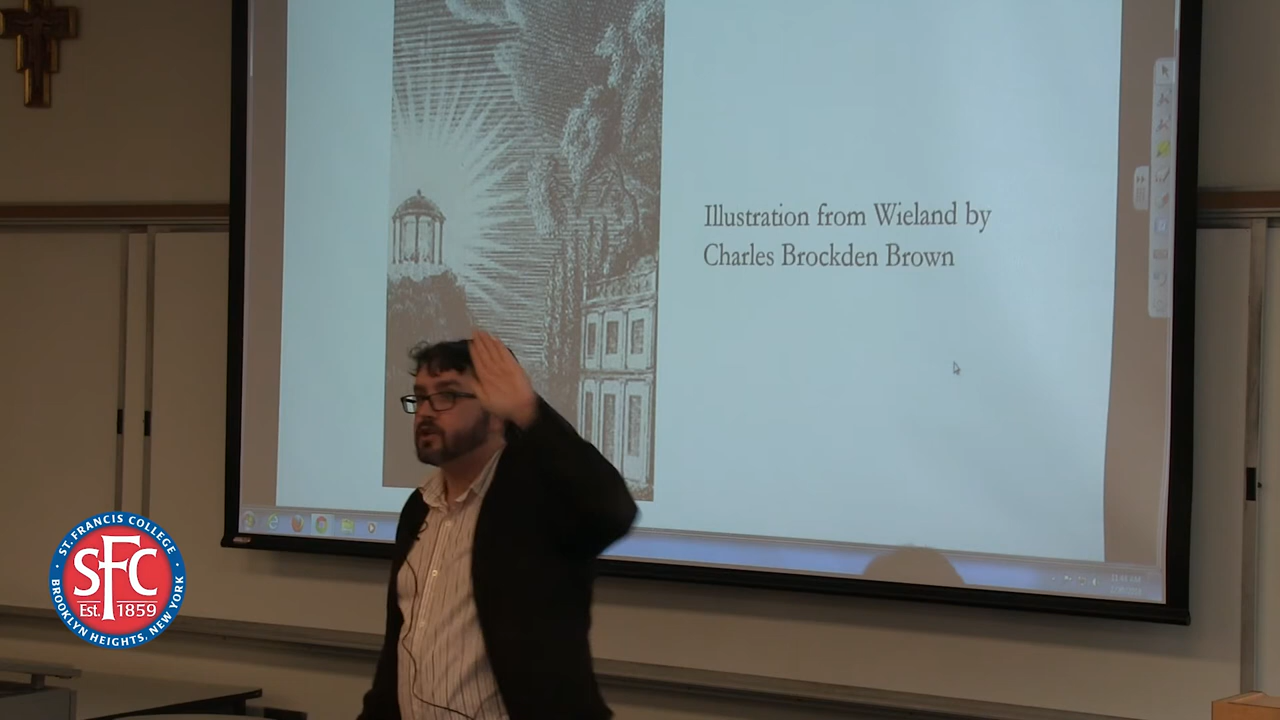 Illustration from Wieland by
Charles Brockden Brown
ST. FRANCIS COLLEGE
SFC
Est. 1859
BROOKLYN HEIGHTS, NEW YORK